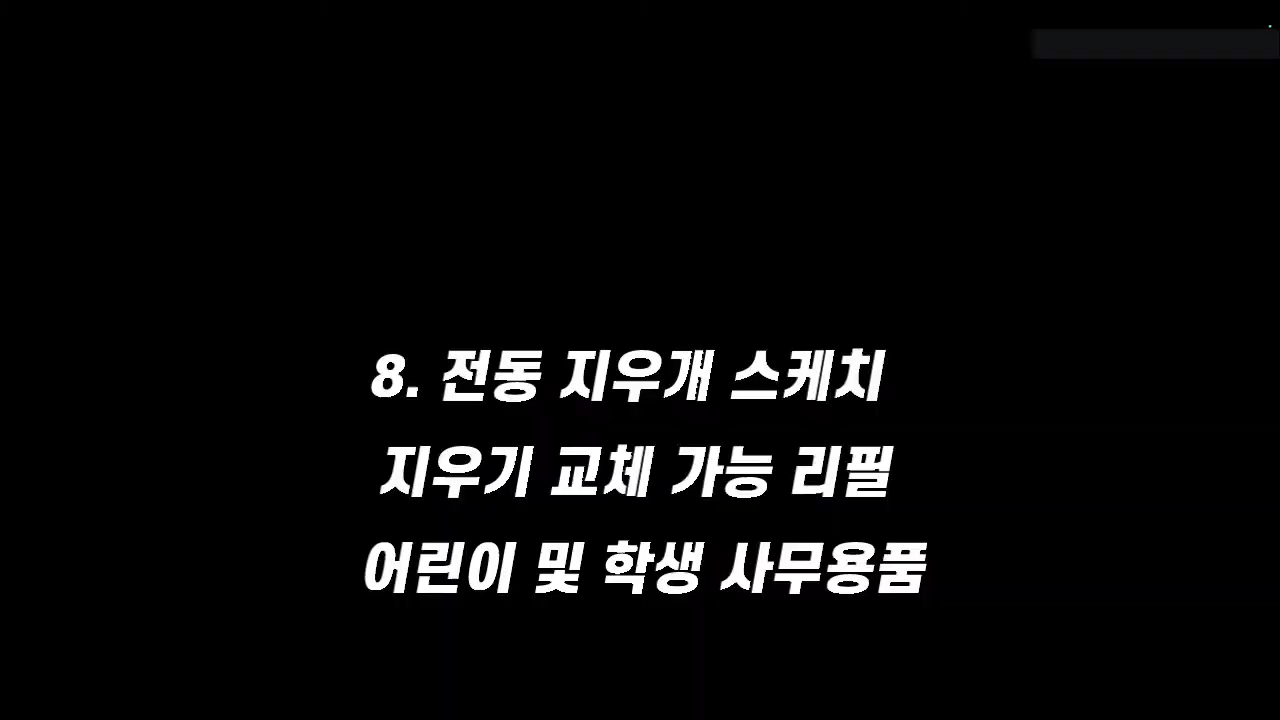 8. 전동 지우개 스케치
지우기 교체 가능 리필
어린이 및 학생 사무용품